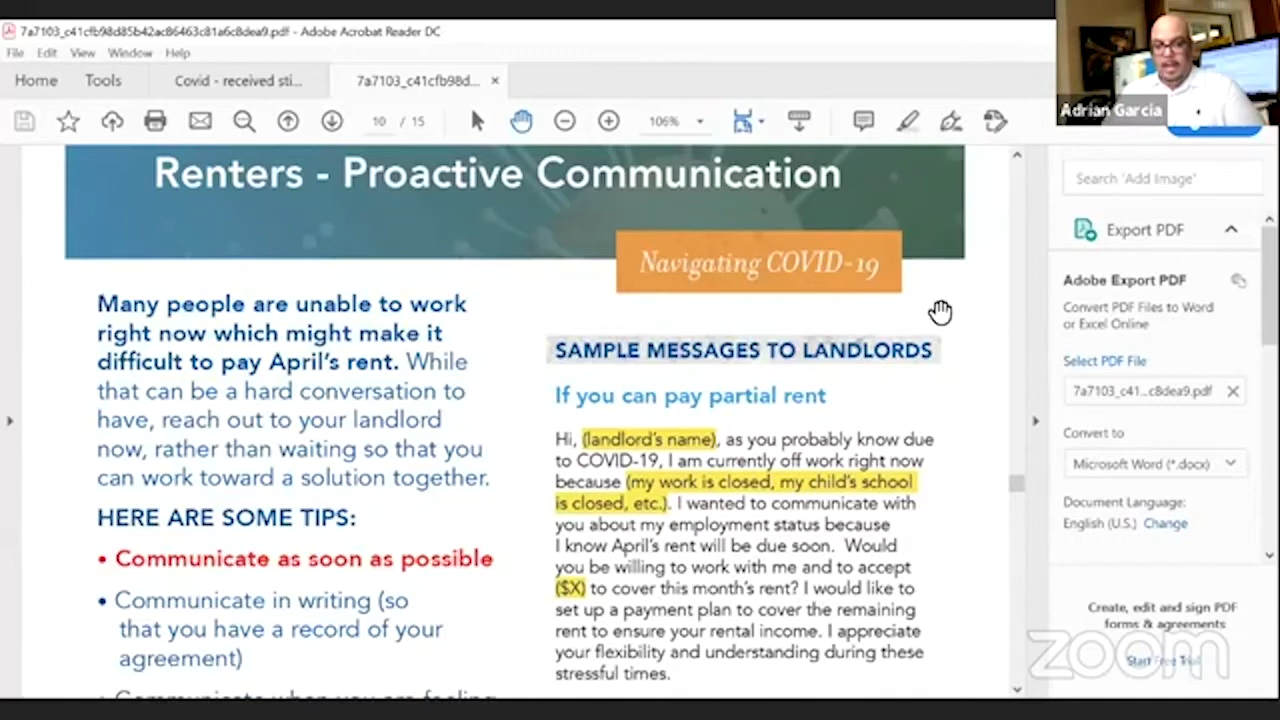 7a7103_c41cfb98d85b42ac86463c81a6c8dea9.pdf - Adobe Acrobat Reader DC
File Edit View Window Help
Home Tools Covid - received sti... 7a7103_c41cfb98d... ×
10 / 15 106%
Adrian Garcia
Renters - Proactive Communication
Navigating COVID-19
Many people are unable to work
right now which might make it
difficult to pay April's rent. While
that can be a hard conversation to
have, reach out to your landlord
now, rather than waiting so that you
can work toward a solution together.
HERE ARE SOME TIPS:
• Communicate as soon as possible
• Communicate in writing (so
that you have a record of your
agreement)
• Communicate when you are feeling
SAMPLE MESSAGES TO LANDLORDS
If you can pay partial rent
Hi, (landlord's name), as you probably know due
to COVID-19, I am currently off work right now
because (my work is closed, my child's school
is closed, etc.). I wanted to communicate with
you about my employment status because
I know April's rent will be due soon. Would
you be willing to work with me and to accept
($X) to cover this month's rent? I would like to
set up a payment plan to cover the remaining
rent to ensure your rental income. I appreciate
your flexibility and understanding during these
stressful times.
Search 'Add Image'
Export PDF
Adobe Export PDF
Convert PDF Files to Word
or Excel Online
Select PDF File
7a7103_c41...c8dea9.pdf
Convert to
Microsoft Word (*.docx)
Document Language:
English (U.S.) Change
Create, edit and sign PDF
forms & agreements
Start Free Trial
zoom